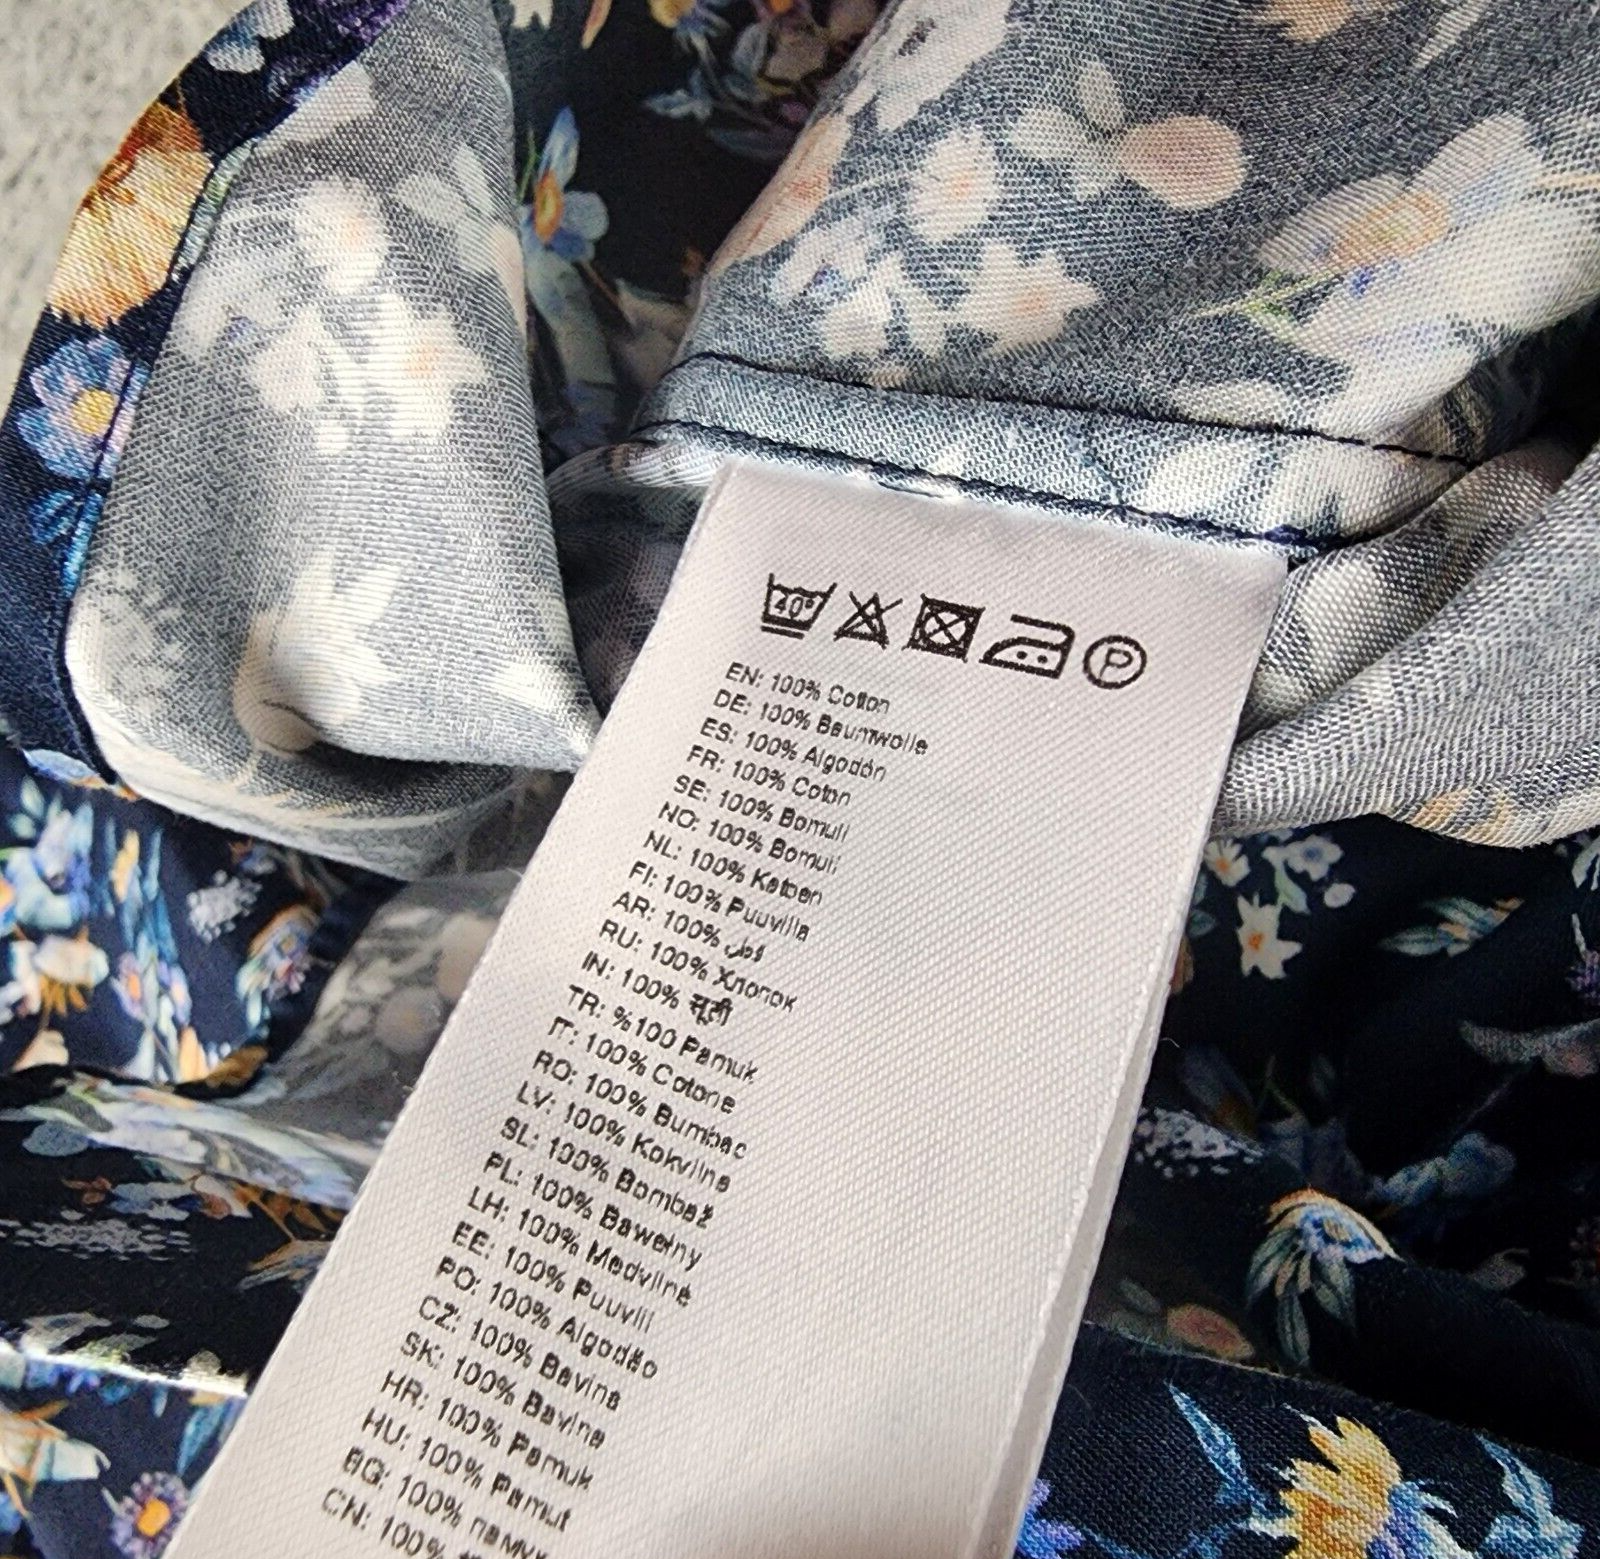 40°
P
EN: 100% Cotton
DE: 100% Baumwolle
ES: 100% Algodón
FR: 100% Coton
SE: 100% Bomull
NO: 100% Bomull
NL: 100% Katoen
FI: 100% Puuvilla
AR: 100% قطن
RU: 100% Хлопок
IN: 100% सूती
TR: %100 Pamuk
IT: 100% Cotone
RO: 100% Bumbac
LV: 100% Kokvilna
SL: 100% Bombaž
PL: 100% Bawełny
LH: 100% Medvilnė
EE: 100% Puuvill
PO: 100% Algodão
CZ: 100% Bavlna
SK: 100% Bavlna
HR: 100% Pamuk
HU: 100% Pamut
BG: 100% памук
CN: 100%